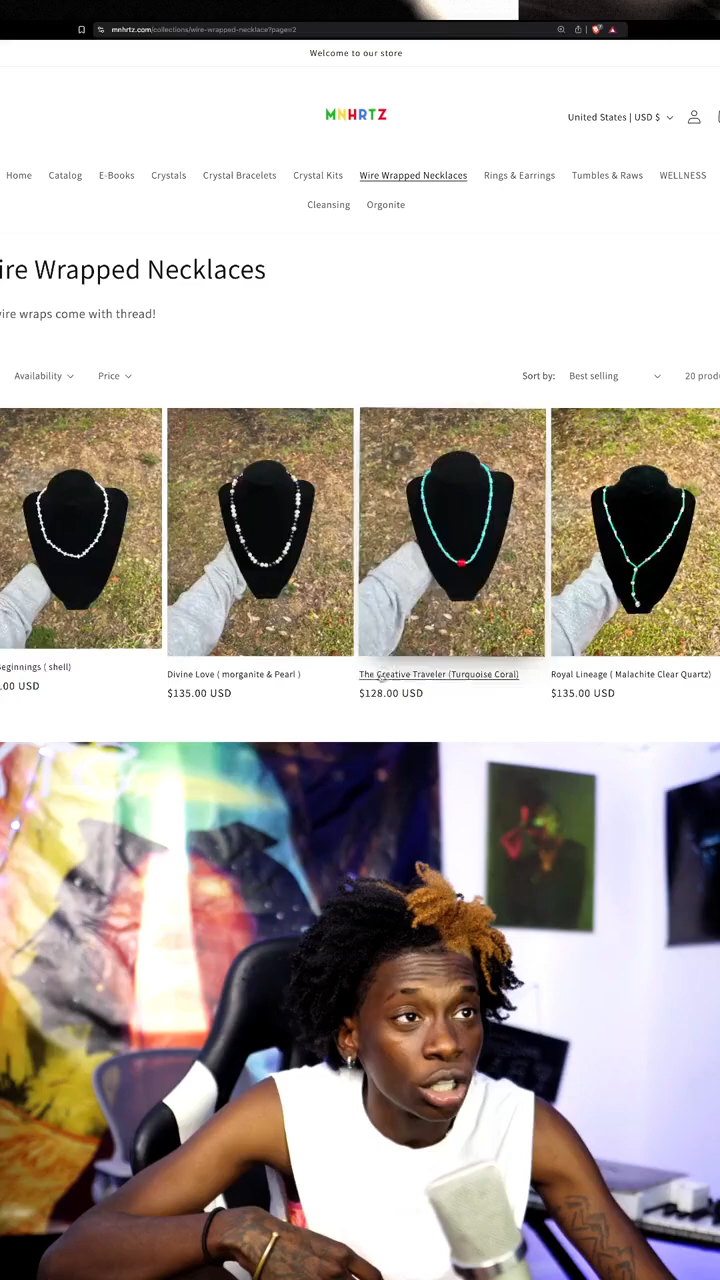 mnhrtz.com/collections/wire-wrapped-necklace?page=2
Welcome to our store
MNHRTZ
United States | USD $
Home Catalog E-Books Crystals Crystal Bracelets Crystal Kits Wire Wrapped Necklaces Rings & Earrings Tumbles & Raws WELLNESS
Cleansing Orgonite
ire Wrapped Necklaces
wire wraps come with thread!
Availability Price Sort by: Best selling 20 produ
eginnings ( shell)
.00 USD
Divine Love ( morganite & Pearl )
$135.00 USD
The Creative Traveler (Turquoise Coral)
$128.00 USD
Royal Lineage ( Malachite Clear Quartz)
$135.00 USD